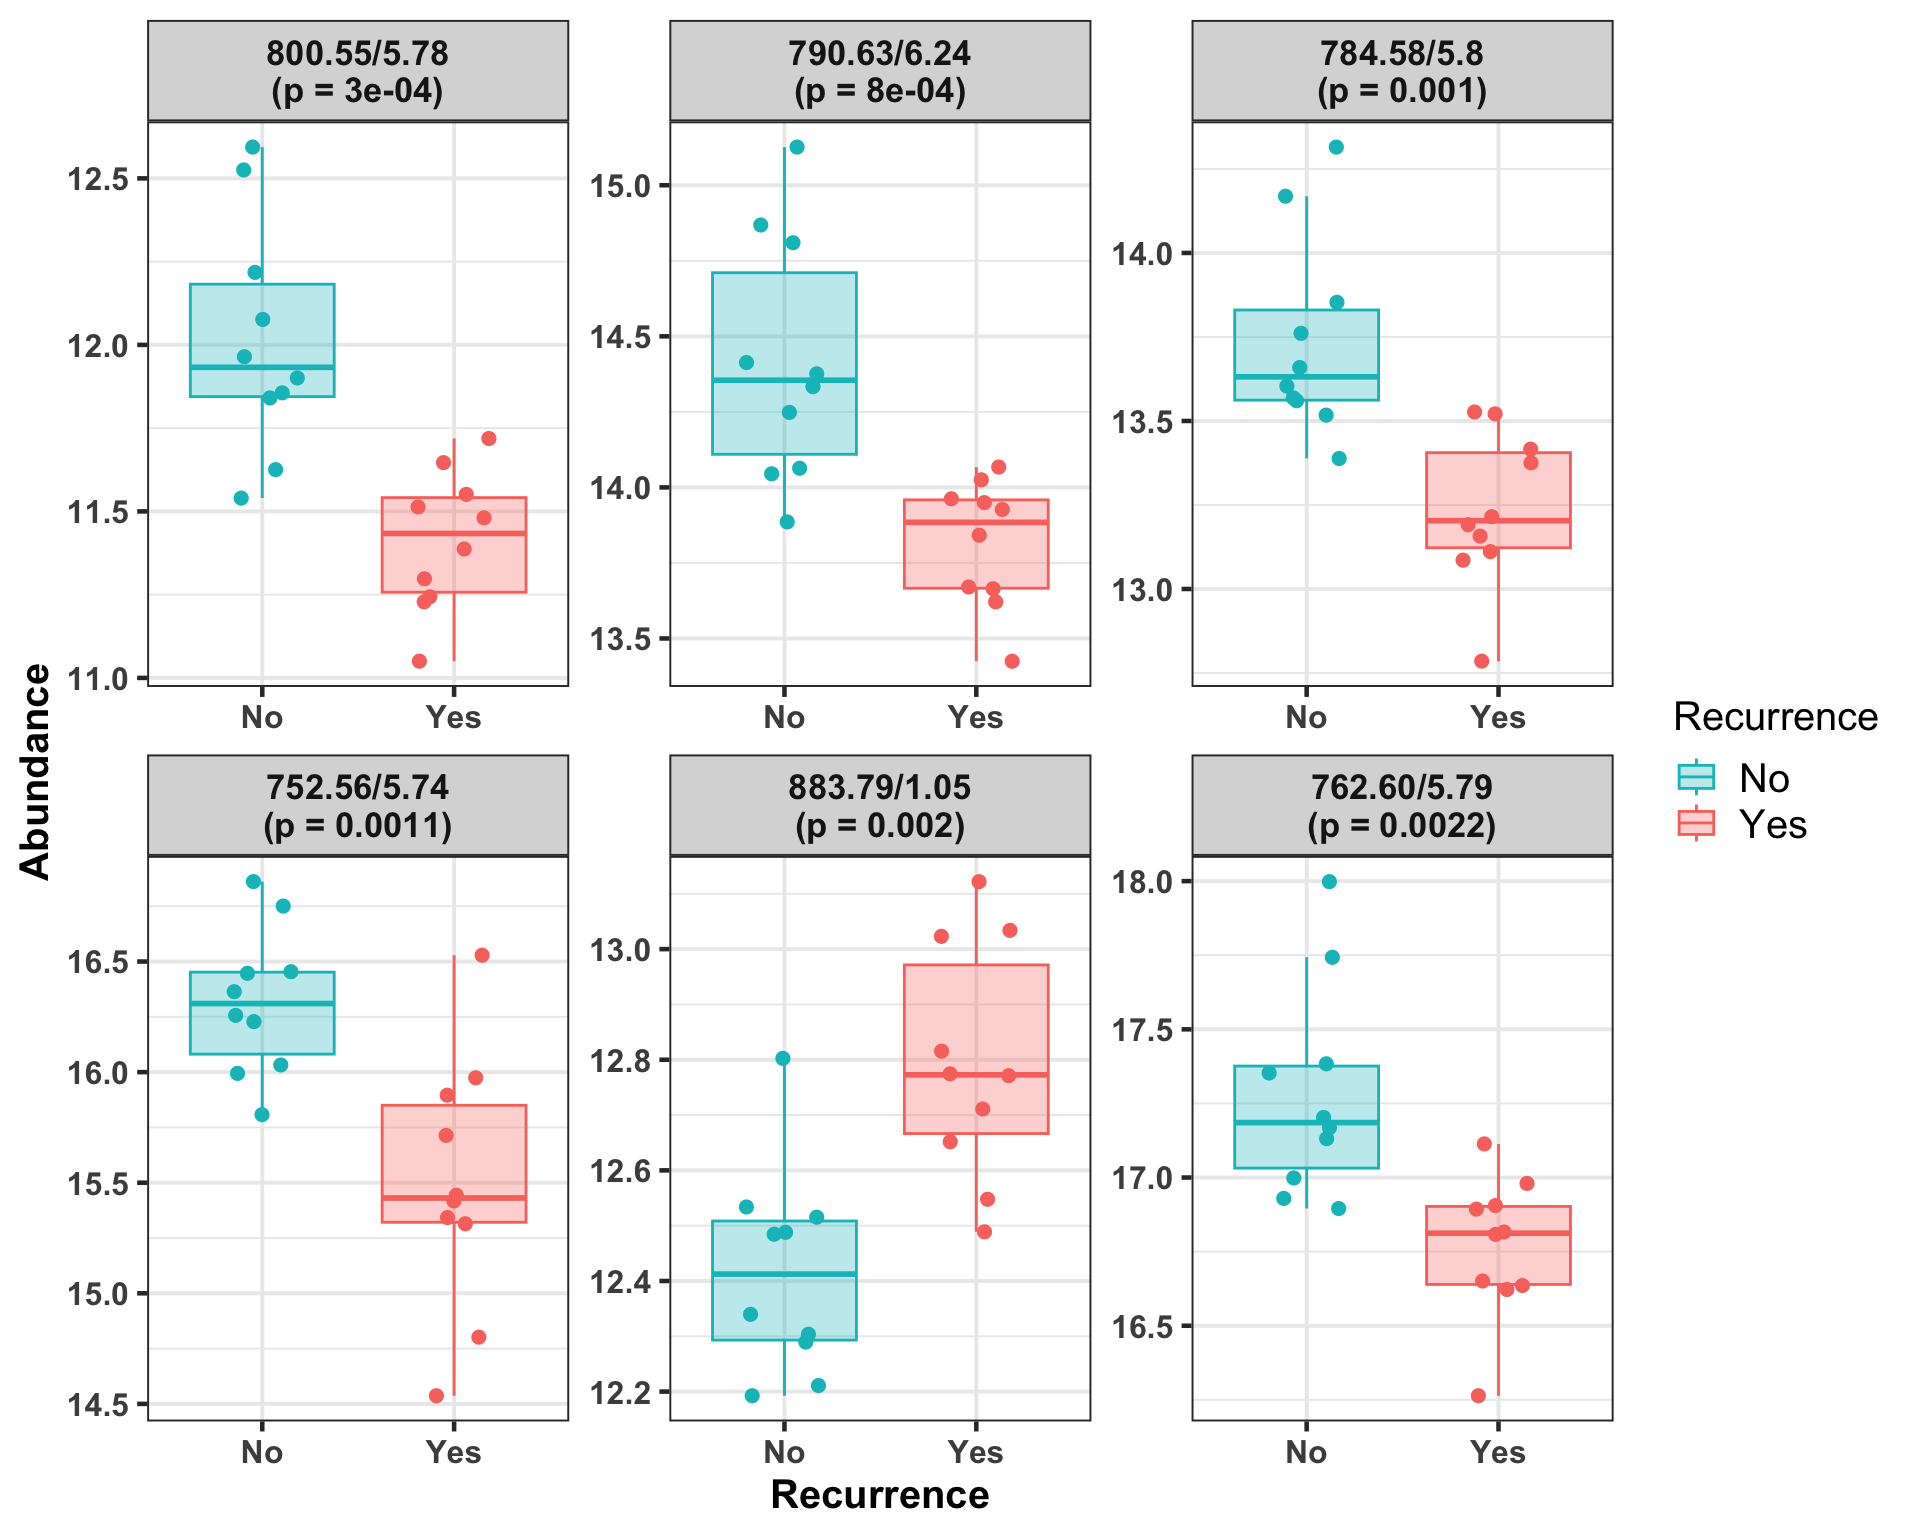 800.55/5.78
(p = 3e-04)
790.63/6.24
(p = 8e-04)
784.58/5.8
(p = 0.001)
12.5
12.0
11.5
11.0
15.0
14.5
14.0
13.5
14.0
13.5
13.0
No
Yes
No
Yes
No
Yes
752.56/5.74
(p = 0.0011)
883.79/1.05
(p = 0.002)
762.60/5.79
(p = 0.0022)
16.5
16.0
15.5
15.0
14.5
13.0
12.8
12.6
12.4
12.2
18.0
17.5
17.0
16.5
No
Yes
No
Yes
No
Yes
Abundance
Recurrence
Recurrence
No
Yes